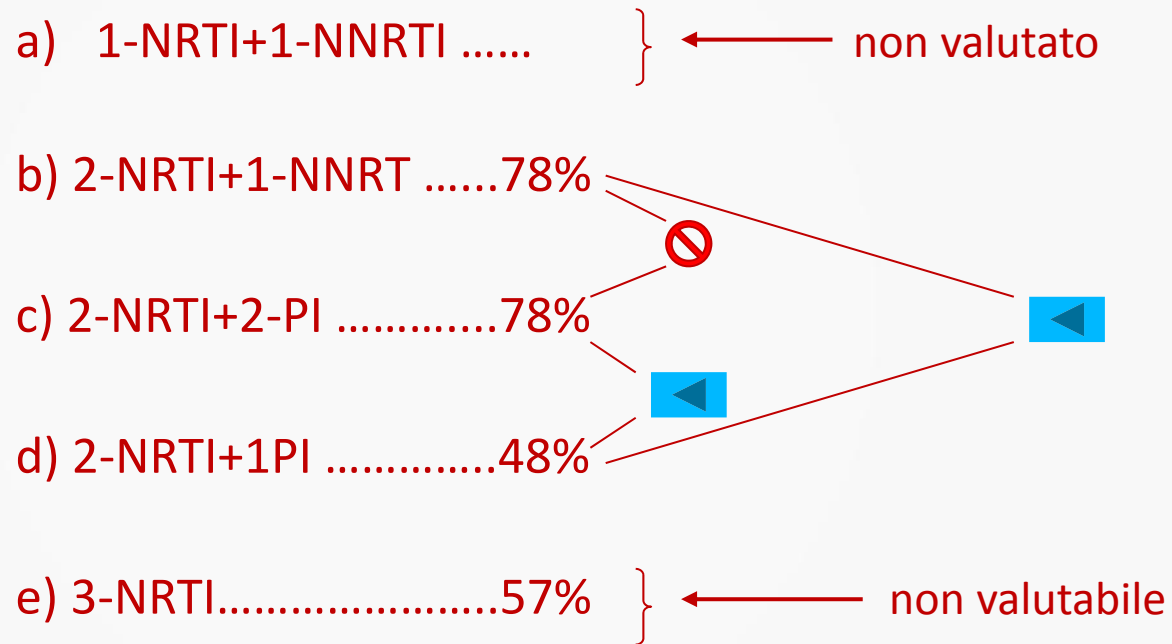 a) 1-NRTI+1-NNRTI ...... non valutato
b) 2-NRTI+1-NNRT ......78%
c) 2-NRTI+2-PI ..............78%
d) 2-NRTI+1PI ..............48%
e) 3-NRTI.......................57% non valutabile